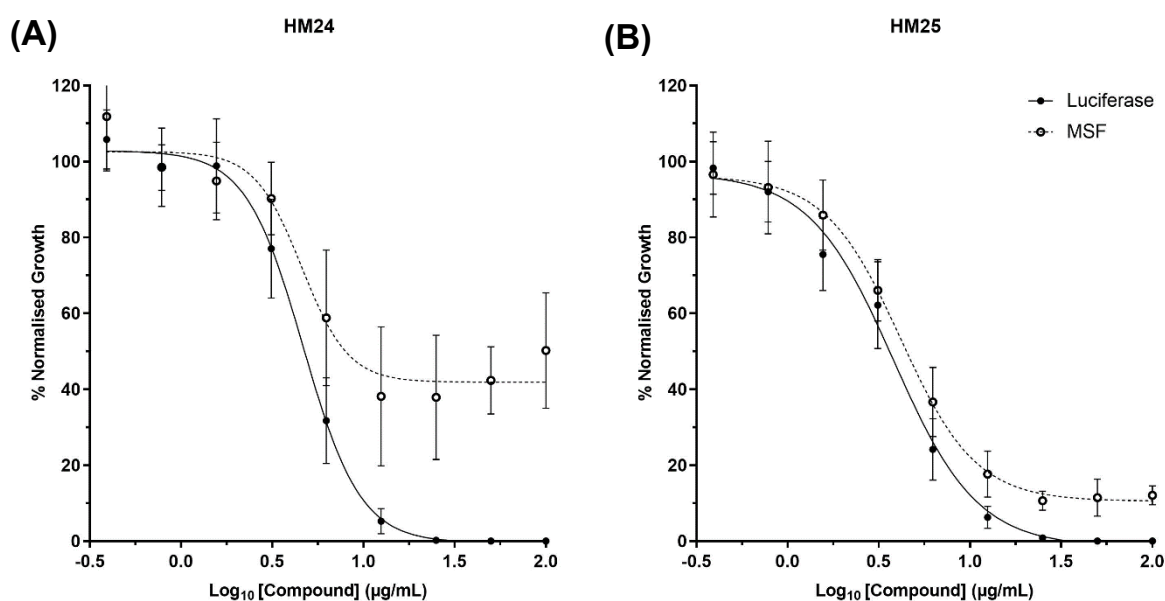 (A)
HM24
% Normalised Growth
120
100
80
60
40
20
0
-0.5 0.0 0.5 1.0 1.5 2.0
Log10 [Compound] (µg/mL)
(B)
HM25
Luciferase
MSF
% Normalised Growth
120
100
80
60
40
20
0
-0.5 0.0 0.5 1.0 1.5 2.0
Log10 [Compound] (µg/mL)